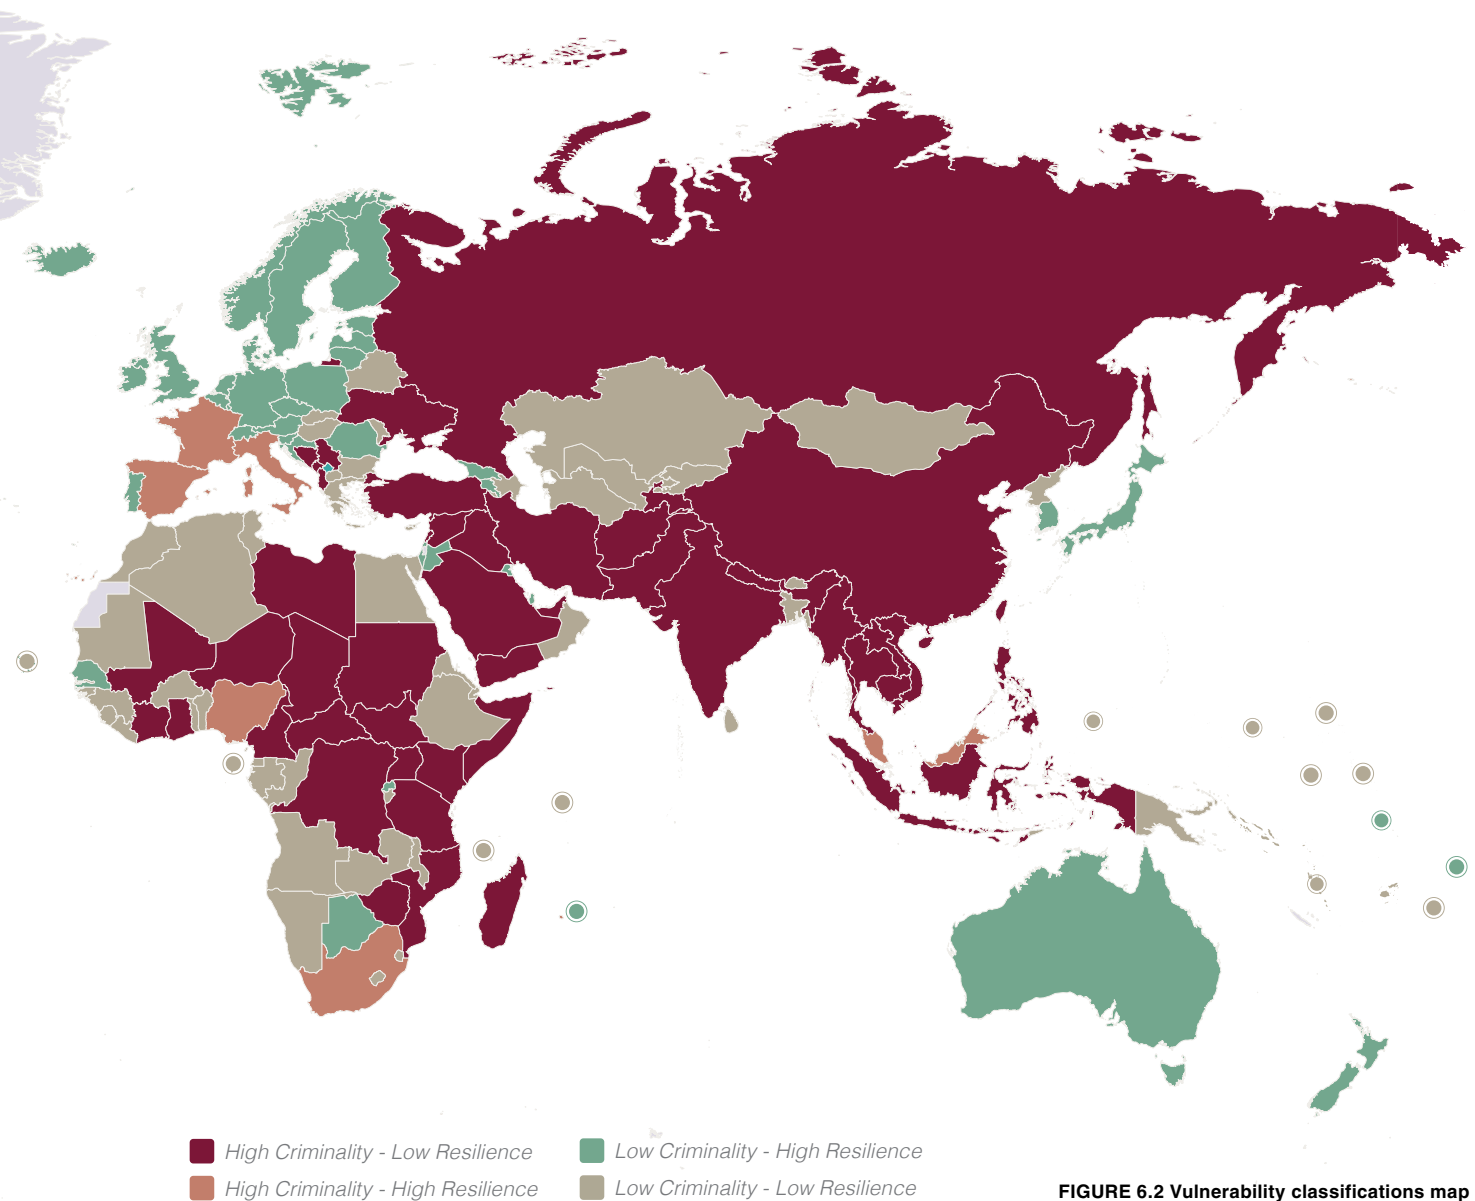 High Criminality - Low Resilience
Low Criminality - High Resilience
High Criminality - High Resilience
Low Criminality - Low Resilience
FIGURE 6.2 Vulnerability classifications map